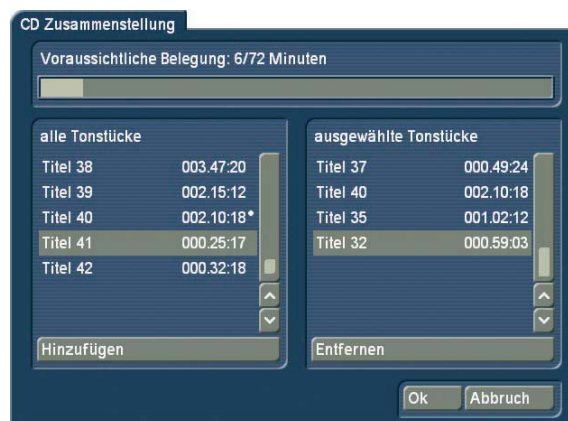 CD Zusammenstellung
Voraussichtliche Belegung: 6/72 Minuten
alle Tonstücke
Titel 38 003.47:20
Titel 39 002.15:12
Titel 40 002.10:18•
Titel 41 000.25:17
Titel 42 000.32:18
Hinzufügen
ausgewählte Tonstücke
Titel 37 000.49:24
Titel 40 002.10:18
Titel 35 001.02:12
Titel 32 000.59:03
Entfernen
Ok Abbruch